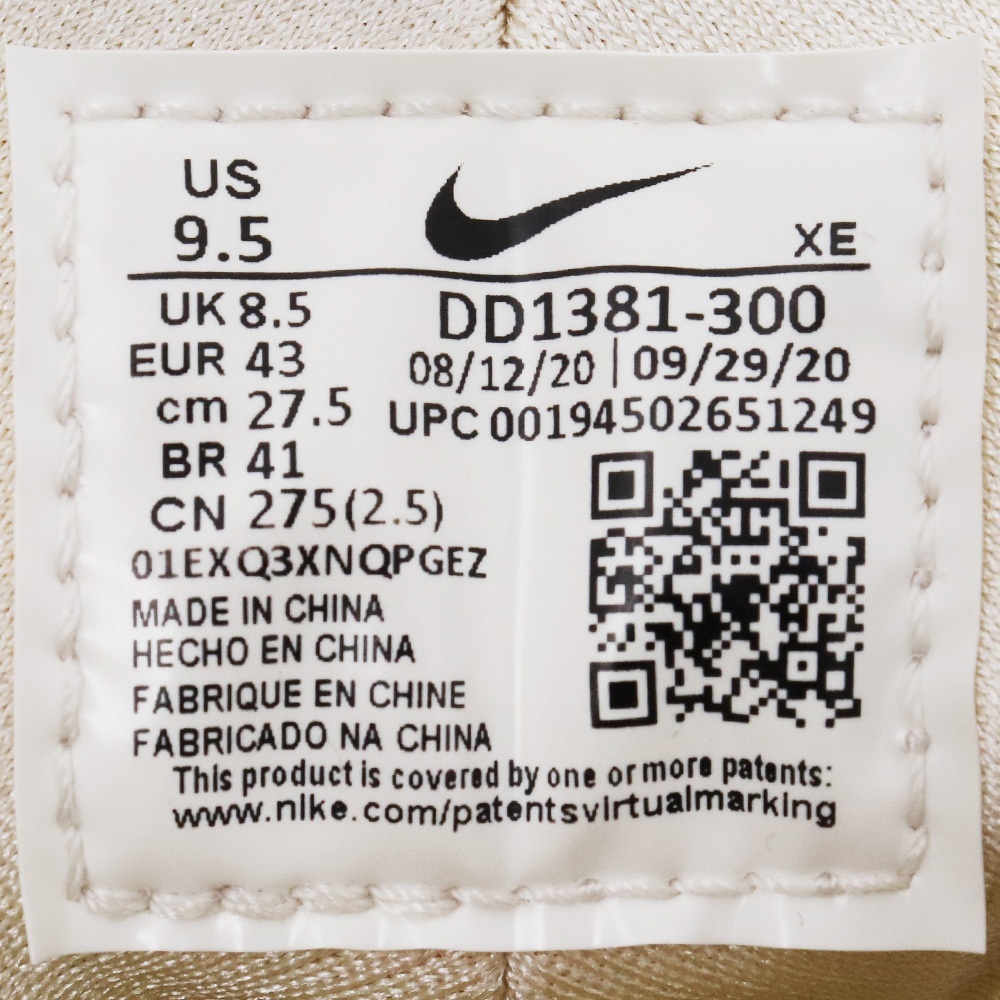 US
9.5
XE
UK 8.5
EUR 43
cm 27.5
BR 41
CN 275(2.5)
DD1381-300
08/12/20 | 09/29/20
UPC 00194502651249
01EXQ3XNQPGEZ
MADE IN CHINA
HECHO EN CHINA
FABRIQUE EN CHINE
FABRICADO NA CHINA
This product is covered by one or more patents:
www.nike.com/patentsvirtualmarking